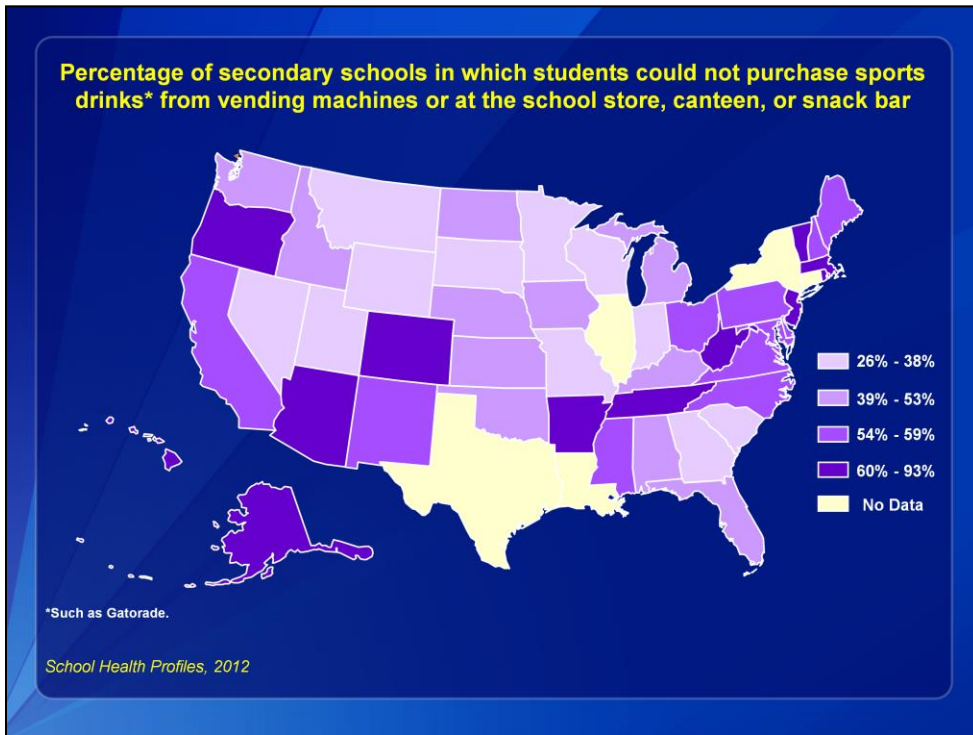 Percentage of secondary schools in which students could not purchase sports
drinks* from vending machines or at the school store, canteen, or snack bar
26% - 38%
39% - 53%
54% - 59%
60% - 93%
No Data
*Such as Gatorade.
School Health Profiles, 2012